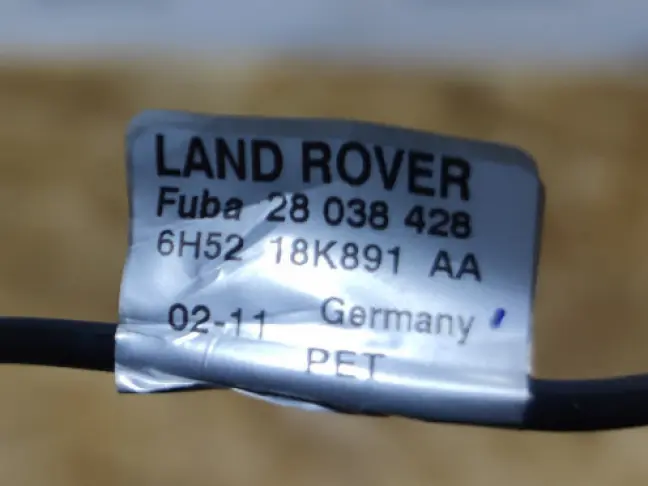 LAND ROVER
Fuba 28 038 428
6H52 18K891 AA
02-11 Germany
PET